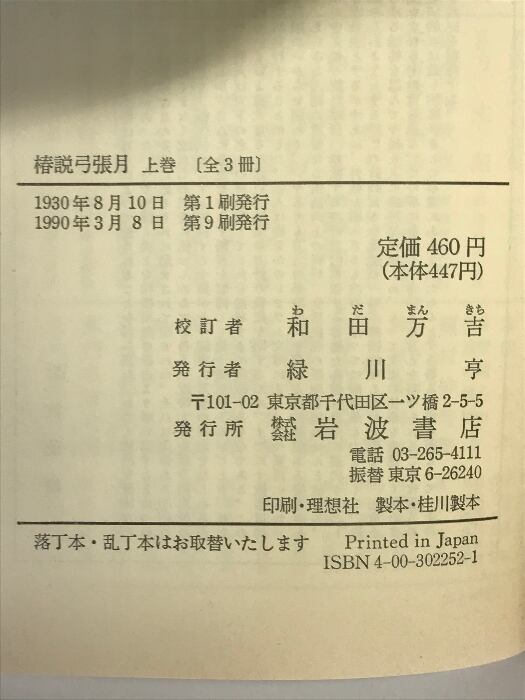 椿説弓張月 上巻 〔全3冊〕
1930年8月10日 第1刷発行
1990年3月8日 第9刷発行
定価 460円
(本体447円)
わ だ まん きち
校訂者 和田万吉
発行者 緑川亨
〒101-02 東京都千代田区一ツ橋2-5-5
発行所 株式会社 岩波書店
電話 03-265-4111
振替 東京 6-26240
印刷・理想社 製本・桂川製本
落丁本・乱丁本はお取替いたします Printed in Japan
ISBN4-00-302252-1